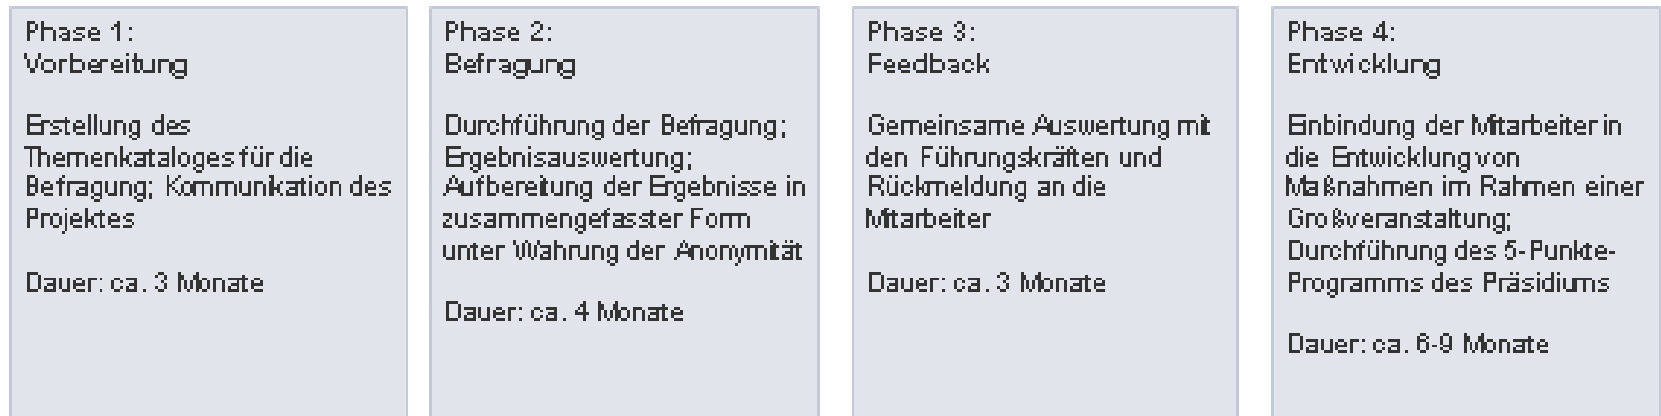 Phase 1:
Vorbereitung
Erstellung des
Themenkataloges für die
Befragung; Kommunikation des
Projektes
Dauer: ca. 3 Monate
Phase 2:
Befragung
Durchführung der Befragung;
Ergebnisauswertung;
Aufbereitung der Ergebnisse in
zusammengefasster Form
unter Wahrung der Anonymität
Dauer: ca. 4 Monate
Phase 3:
Feedback
Gemeinsame Auswertung mit
den Führungskräften und
Rückmeldung an die
Mitarbeiter
Dauer: ca. 3 Monate
Phase 4:
Entwicklung
Einbindung der Mitarbeiter in
die Entwicklung von
Maßnahmen im Rahmen einer
Großveranstaltung;
Durchführung des 5-Punkte-
Programms des Präsidiums
Dauer: ca. 6-9 Monate